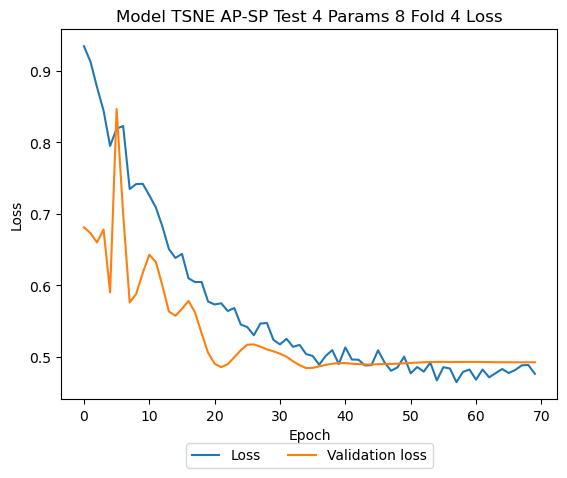 Model TSNE AP-SP Test 4 Params 8 Fold 4 Loss
0.9
0.8
0.7
0.6
0.5
Loss
0 10 20 30 40 50 60 70
Epoch
Loss Validation loss